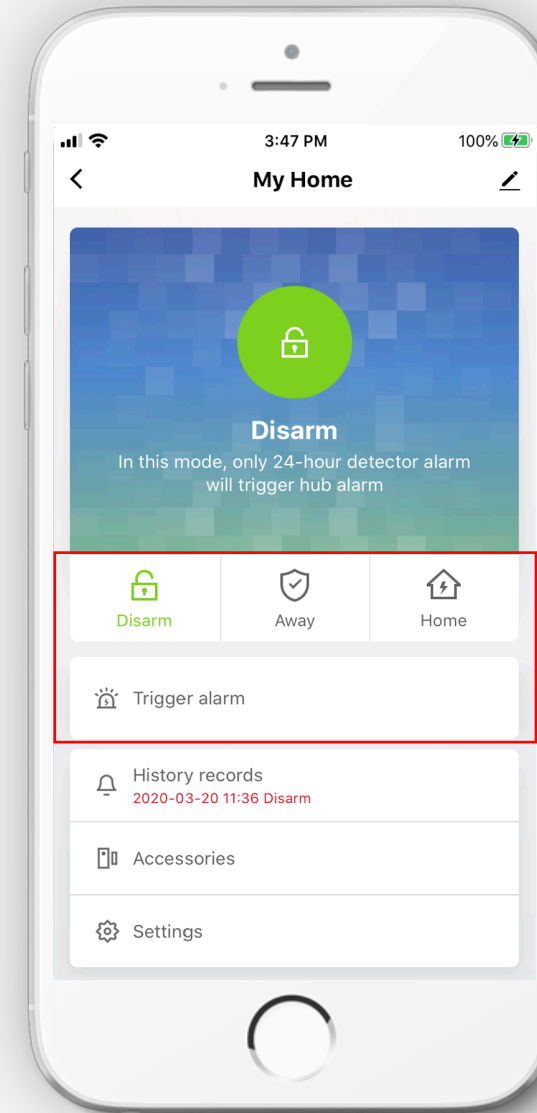 3:47 PM
100%
My Home
Disarm
In this mode, only 24-hour detector alarm
will trigger hub alarm
Disarm
Away
Home
Trigger alarm
History records
2020-03-20 11:36 Disarm
Accessories
Settings